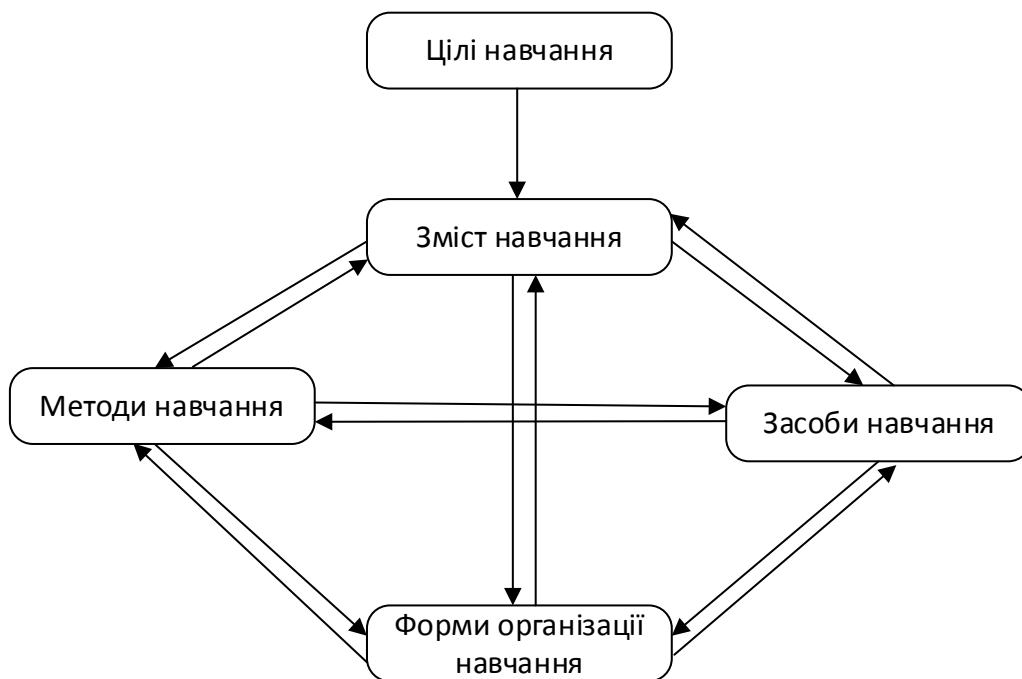 Цілі навчання
Зміст навчання
Методи навчання
Засоби навчання
Форми організації
навчання